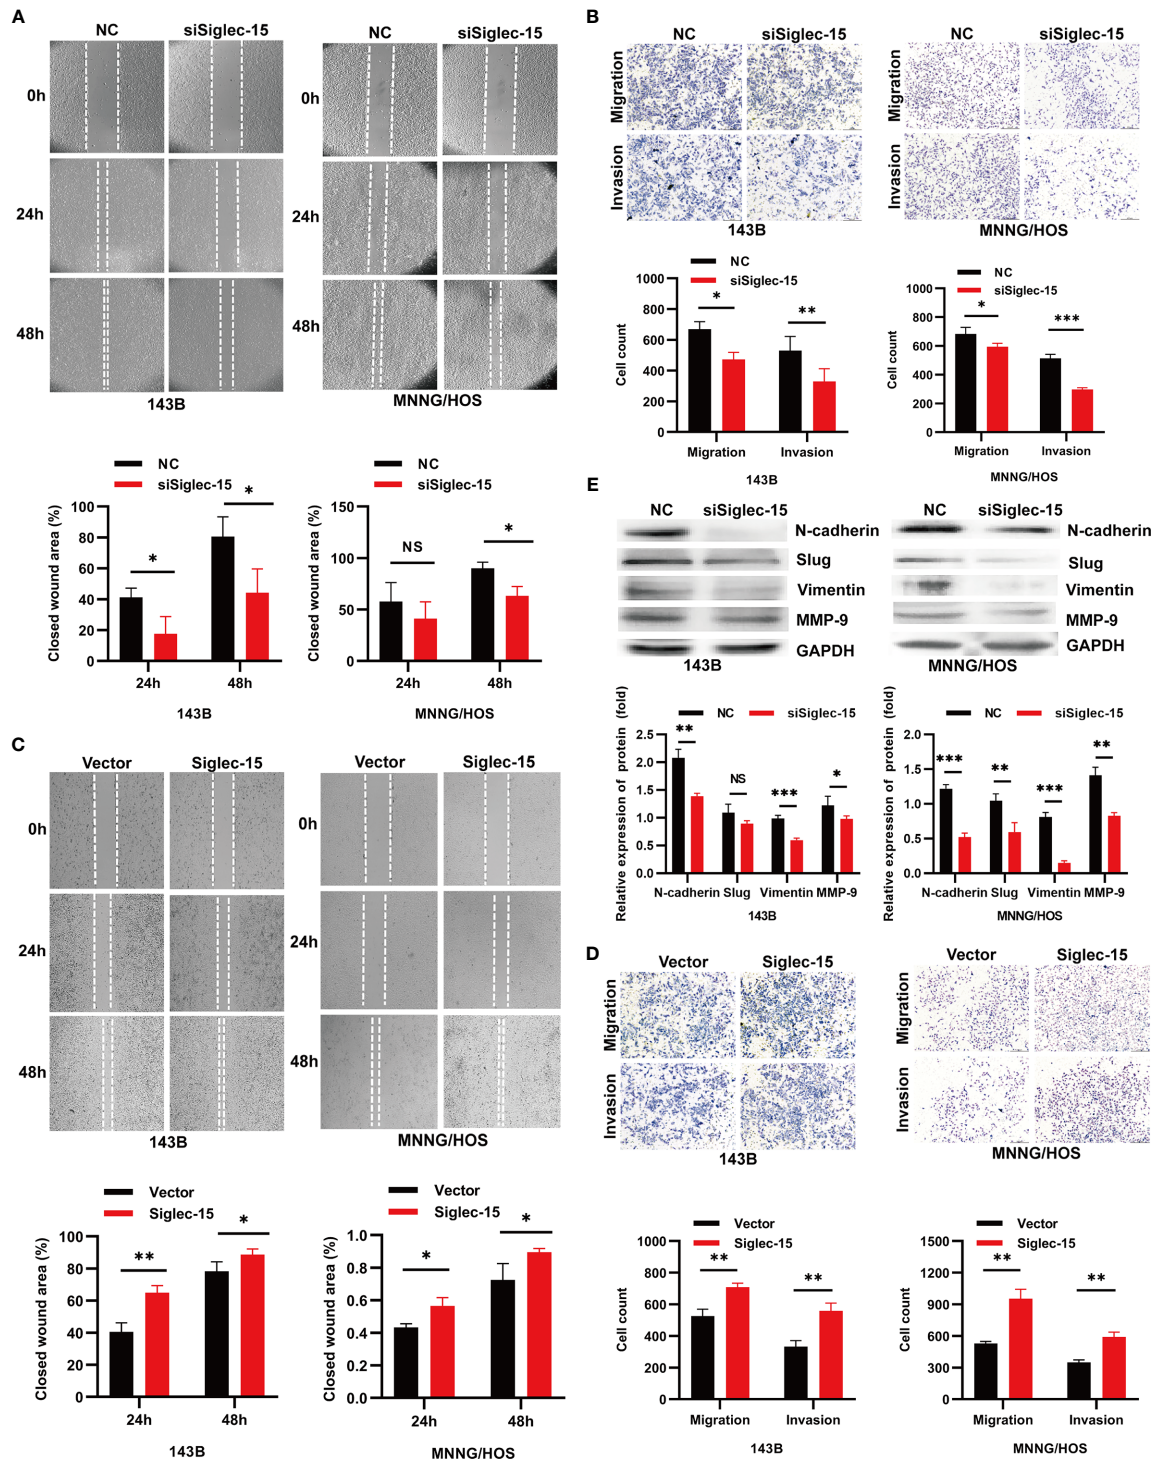 A
NC siSiglec-15 NC siSiglec-15
0h 0h
24h 24h
48h 48h
143B MNNG/HOS
NC
siSiglec-15
Closed wound area (%)
100
80
60
40
20
0
* *
24h 48h
143B
NC
siSiglec-15
Closed wound area (%)
150
100
50
0
NS *
24h 48h
MNNG/HOS
B
NC siSiglec-15 NC siSiglec-15
Migration Migration
Invasion Invasion
143B MNNG/HOS
NC
siSiglec-15
Cell count
1000
800
600
400
200
0
* **
Migration Invasion
143B
NC
siSiglec-15
Cell count
1000
800
600
400
200
0
* ***
Migration Invasion
MNNG/HOS
E
NC siSiglec-15 NC siSiglec-15
N-cadherin N-cadherin
Slug Slug
Vimentin Vimentin
MMP-9 MMP-9
GAPDH GAPDH
143B MNNG/HOS
NC siSiglec-15
Relative expression of protein (fold)
2.5
2.0
1.5
1.0
0.5
0.0
** NS *** *
N-cadherin Slug Vimentin MMP-9
143B
NC siSiglec-15
Relative expression of protein (fold)
2.0
1.5
1.0
0.5
0.0
*** ** *** **
N-cadherin Slug Vimentin MMP-9
MNNG/HOS
C
Vector Siglec-15 Vector Siglec-15
0h 0h
24h 24h
48h 48h
143B MNNG/HOS
Vector
Siglec-15
Closed wound area (%)
100
80
60
40
20
0
** *
24h 48h
143B
Vector
Siglec-15
Closed wound area (%)
1.0
0.8
0.6
0.4
0.2
0.0
* *
24h 48h
MNNG/HOS
D
Vector Siglec-15 Vector Siglec-15
Migration Migration
Invasion Invasion
143B MNNG/HOS
Vector
Siglec-15
Cell count
800
600
400
200
0
** **
Migration Invasion
143B
Vector
Siglec-15
Cell count
1500
1200
900
600
300
0
** **
Migration Invasion
MNNG/HOS